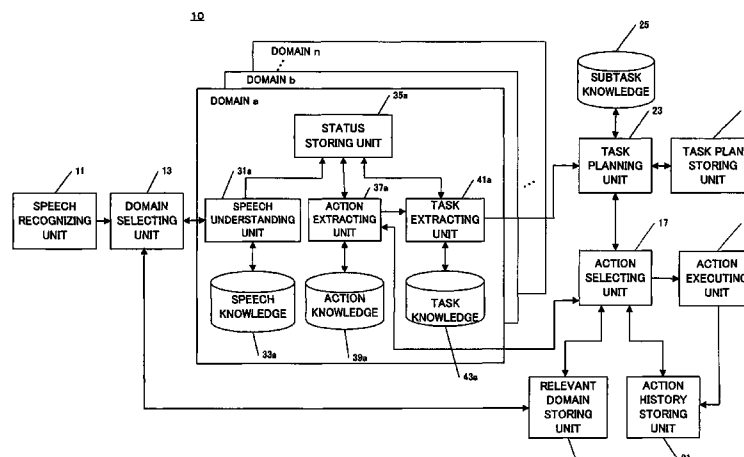 10
DOMAIN n
DOMAIN b
DOMAIN a
25
SUBTASK
KNOWLEDGE
35a
STATUS
STORING UNIT
23
TASK
PLANNING
UNIT
TASK PLAN
STORING
UNIT
11
SPEECH
RECOGNIZING
UNIT
13
DOMAIN
SELECTING
UNIT
31a
SPEECH
UNDERSTANDING
UNIT
37a
ACTION
EXTRACTING
UNIT
41a
TASK
EXTRACTING
UNIT
17
ACTION
SELECTING
UNIT
ACTION
EXECUTING
UNIT
SPEECH
KNOWLEDGE
33a
ACTION
KNOWLEDGE
39a
TASK
KNOWLEDGE
43a
RELEVANT
DOMAIN
STORING
UNIT
ACTION
HISTORY
STORING
UNIT